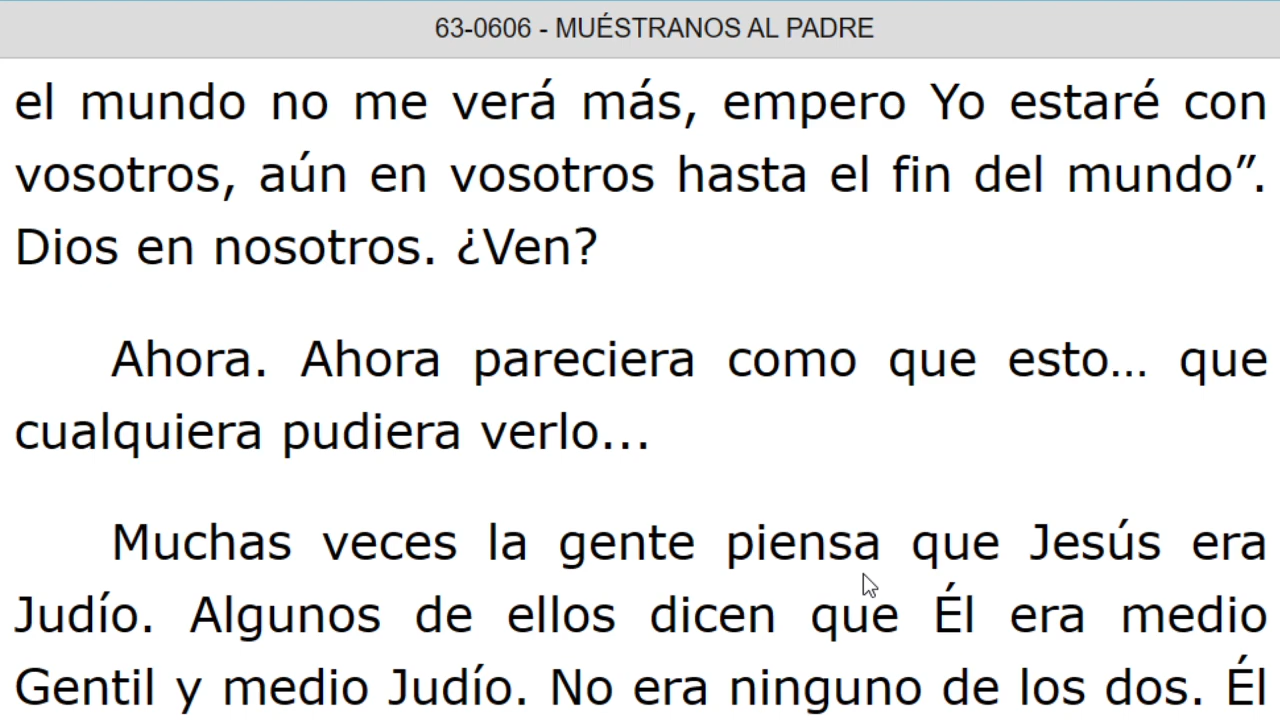 63-0606 - MUÉSTRANOS AL PADRE
el mundo no me verá más, empero Yo estaré con
vosotros, aún en vosotros hasta el fin del mundo”.
Dios en nosotros. ¿Ven?
Ahora. Ahora pareciera como que esto… que
cualquiera pudiera verlo…
Muchas veces la gente piensa que Jesús era
Judío. Algunos de ellos dicen que Él era medio
Gentil y medio Judío. No era ninguno de los dos. Él